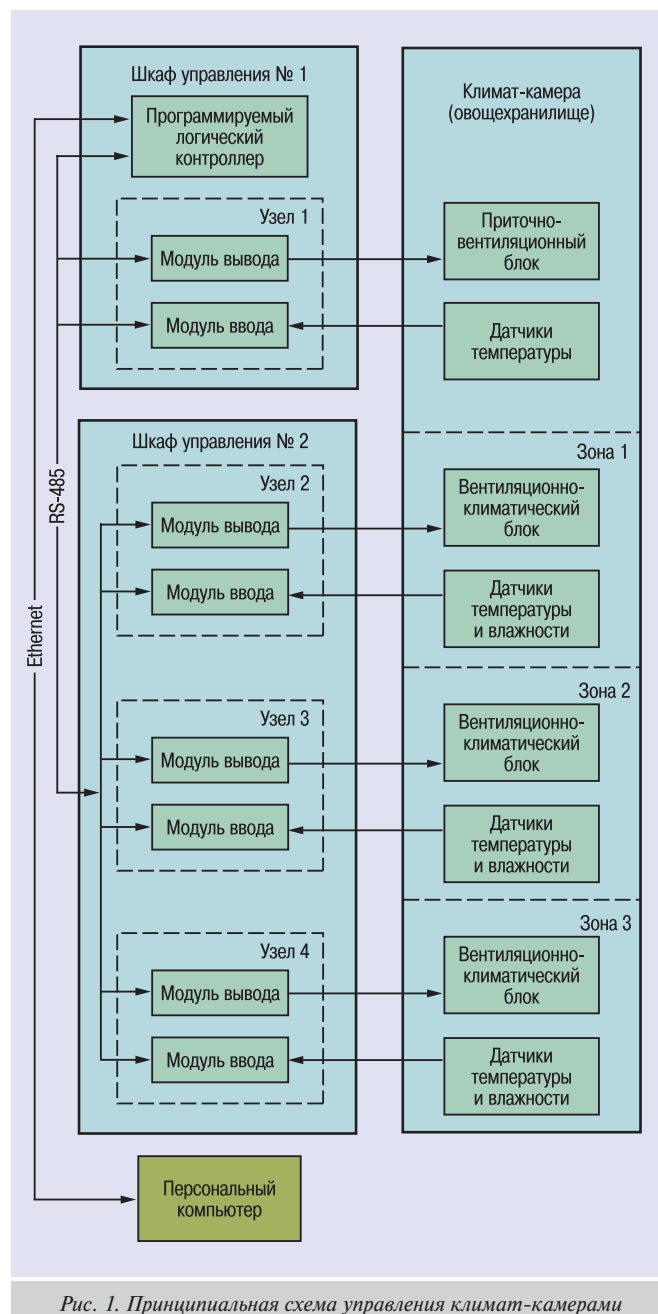 Шкаф управления № 1
Программируемый
логический
контроллер
Узел 1
Модуль вывода
Модуль ввода
Климат-камера
(овощехранилище)
Приточно-
вентиляционный
блок
Датчики
температуры
Шкаф управления № 2
Узел 2
Модуль вывода
Модуль ввода
Зона 1
Вентиляционно-
климатический
блок
Датчики
температуры
и влажности
Узел 3
Модуль вывода
Модуль ввода
Зона 2
Вентиляционно-
климатический
блок
Датчики
температуры
и влажности
Узел 4
Модуль вывода
Модуль ввода
Зона 3
Вентиляционно-
климатический
блок
Датчики
температуры
и влажности
RS-485
Ethernet
Персональный
компьютер
Рис. 1. Принципиальная схема управления климат-камерами